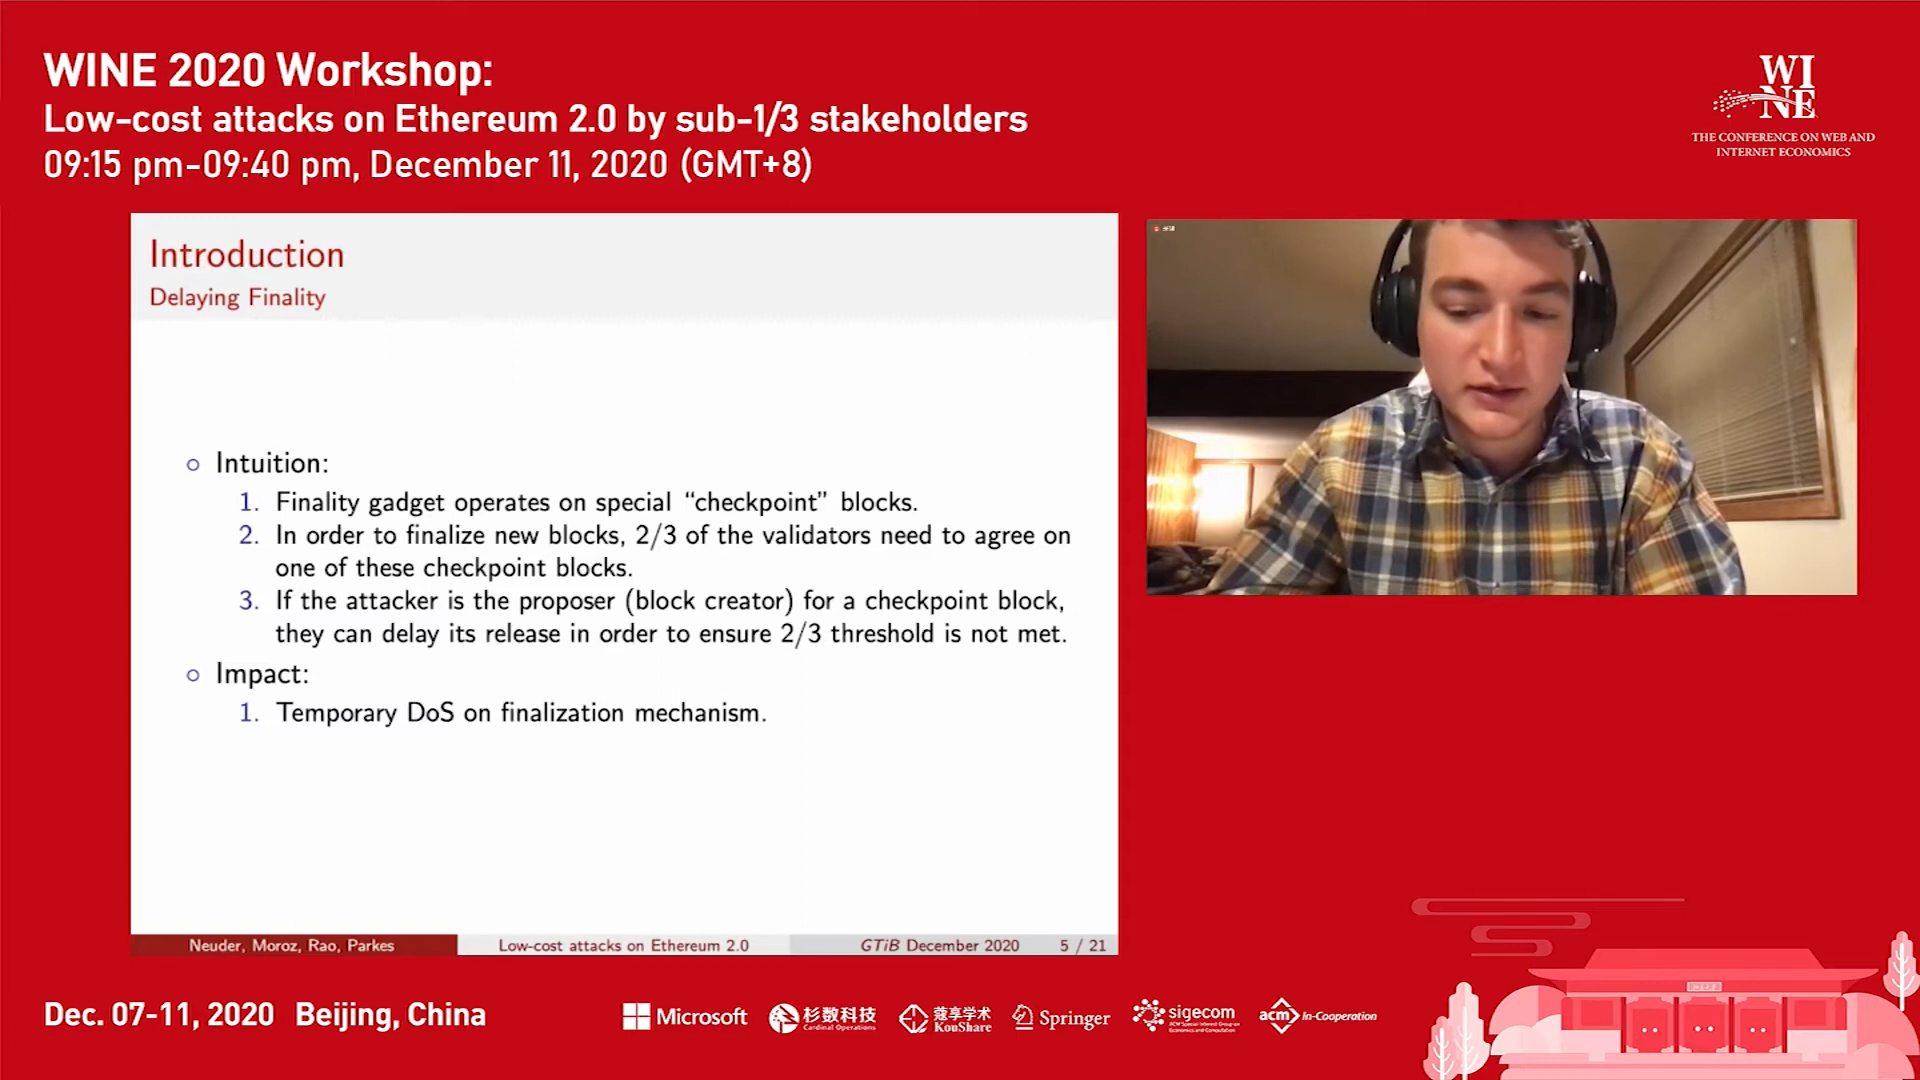 WINE 2020 Workshop:
Low-cost attacks on Ethereum 2.0 by sub-1/3 stakeholders
09:15 pm-09:40 pm, December 11, 2020 (GMT+8)
WI
NE
THE CONFERENCE ON WEB AND
INTERNET ECONOMICS
Introduction
Delaying Finality
Intuition:
1. Finality gadget operates on special “checkpoint” blocks.
2. In order to finalize new blocks, 2/3 of the validators need to agree on
one of these checkpoint blocks.
3. If the attacker is the proposer (block creator) for a checkpoint block,
they can delay its release in order to ensure 2/3 threshold is not met.
Impact:
1. Temporary DoS on finalization mechanism.
Neuder, Moroz, Rao, Parkes
Low-cost attacks on Ethereum 2.0
GTiB December 2020 5 / 21
Dec. 07-11, 2020 Beijing, China
Microsoft
杉数科技
Cardinal Operations
蔻享学术
KouShare
Springer
sigecom
acm In-Cooperation